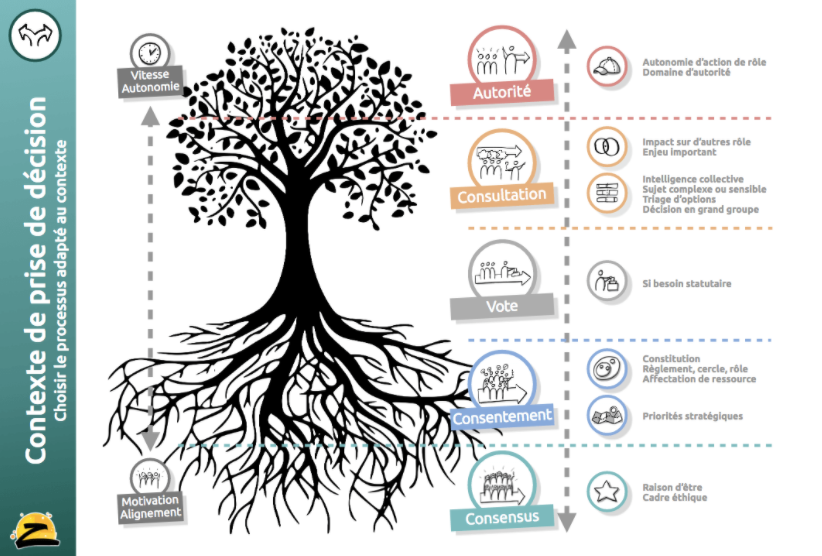 Contexte de prise de décision
Choisir le processus adapté au contexte
Vitesse
Autonomie
Motivation
Alignement
Autorité
Autonomie d'action de rôle
Domaine d'autorité
Consultation
Impact sur d'autres rôle
Enjeu important
Intelligence collective
Sujet complexe ou sensible
Triage d'options
Décision en grand groupe
Vote
Si besoin statutaire
Consentement
Constitution
Règlement, cercle, rôle
Affectation de ressource
Priorités stratégiques
Consensus
Raison d'être
Cadre éthique
Z